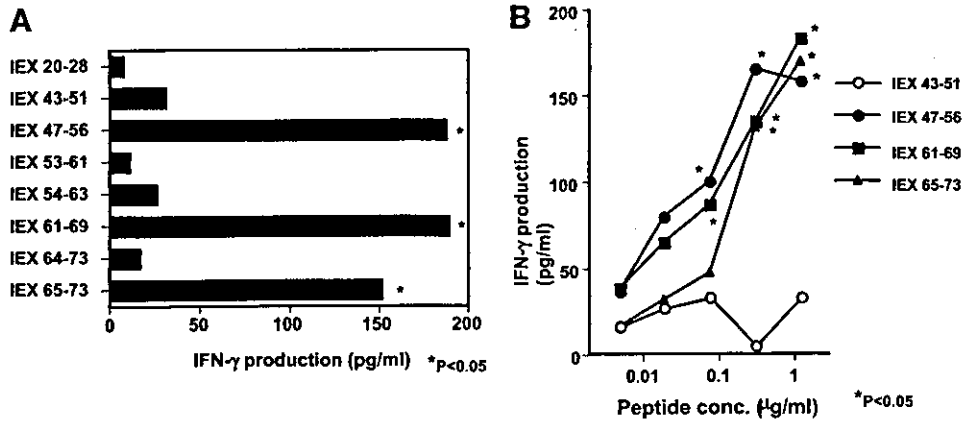 A
IEX 20-28
IEX 43-51
IEX 47-56
IEX 53-61
IEX 54-63
IEX 61-69
IEX 64-73
IEX 65-73
*
*
*
0 50 100 150 200
IFN-γ production (pg/ml)
*P<0.05
B
200
150
100
50
0
IFN-γ production
(pg/ml)
* * * * * * * *
0.01 0.1 1
Peptide conc. (μg/ml)
*P<0.05
IEX 43-51
IEX 47-56
IEX 61-69
IEX 65-73